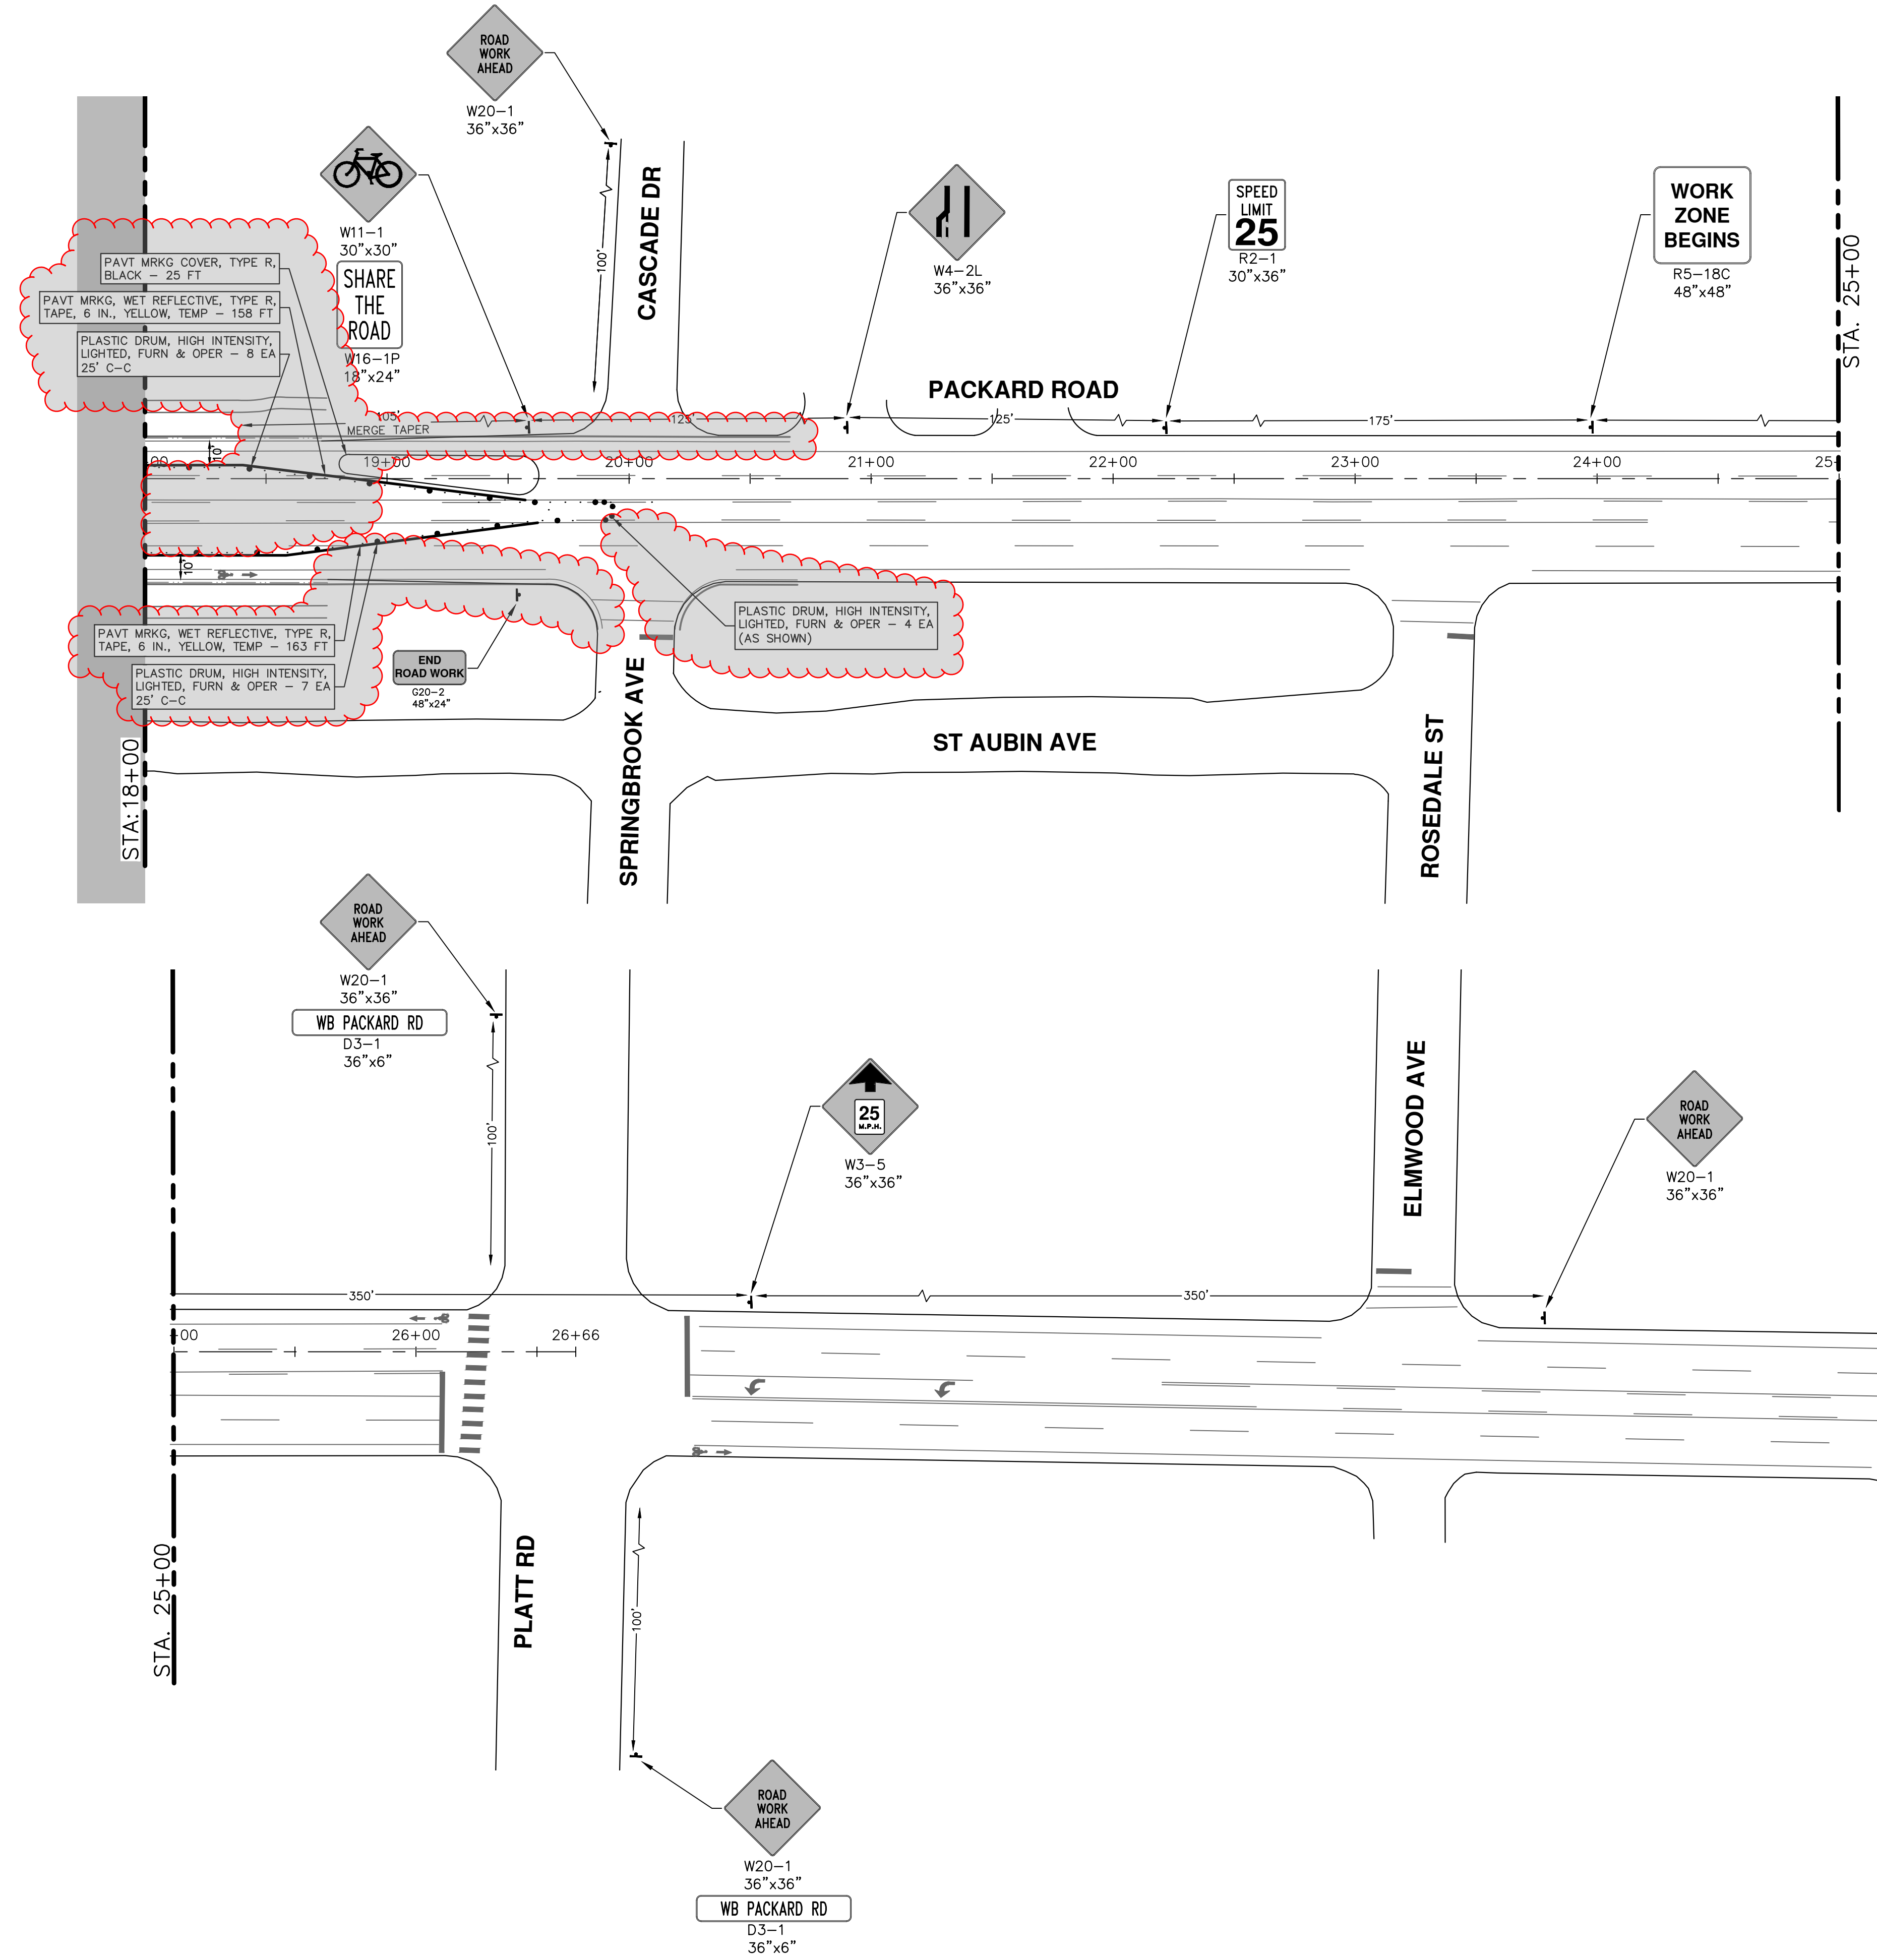 ROAD
WORK
AHEAD
W20-1
36"x36"
W11-1
30"x30"
SHARE
THE
ROAD
W16-1P
18"x24"
PAVT MRKG COVER, TYPE R,
BLACK - 25 FT
PAVT MRKG, WET REFLECTIVE, TYPE R,
TAPE, 6 IN., YELLOW, TEMP - 158 FT
PLASTIC DRUM, HIGH INTENSITY,
LIGHTED, FURN & OPER - 8 EA
25' C-C
100'
CASCADE DR
W4-2L
36"x36"
SPEED
LIMIT
25
R2-1
30"x36"
WORK
ZONE
BEGINS
R5-18C
48"x48"
STA. 25+00
PACKARD ROAD
105'
MERGE TAPER
125'
125'
175'
10'
00
19+00
20+00
21+00
22+00
23+00
24+00
25-
10'
PAVT MRKG, WET REFLECTIVE, TYPE R,
TAPE, 6 IN., YELLOW, TEMP - 163 FT
PLASTIC DRUM, HIGH INTENSITY,
LIGHTED, FURN & OPER - 7 EA
25' C-C
END
ROAD WORK
G20-2
48"x24"
PLASTIC DRUM, HIGH INTENSITY,
LIGHTED, FURN & OPER - 4 EA
(AS SHOWN)
STA:18+00
SPRINGBROOK AVE
ST AUBIN AVE
ROSEDALE ST
ROAD
WORK
AHEAD
W20-1
36"x36"
WB PACKARD RD
D3-1
36"x6"
100'
25
M.P.H.
W3-5
36"x36"
ELMWOOD AVE
ROAD
WORK
AHEAD
W20-1
36"x36"
350'
350'
+00
26+00
26+66
STA. 25+00
PLATT RD
100'
ROAD
WORK
AHEAD
W20-1
36"x36"
WB PACKARD RD
D3-1
36"x6"